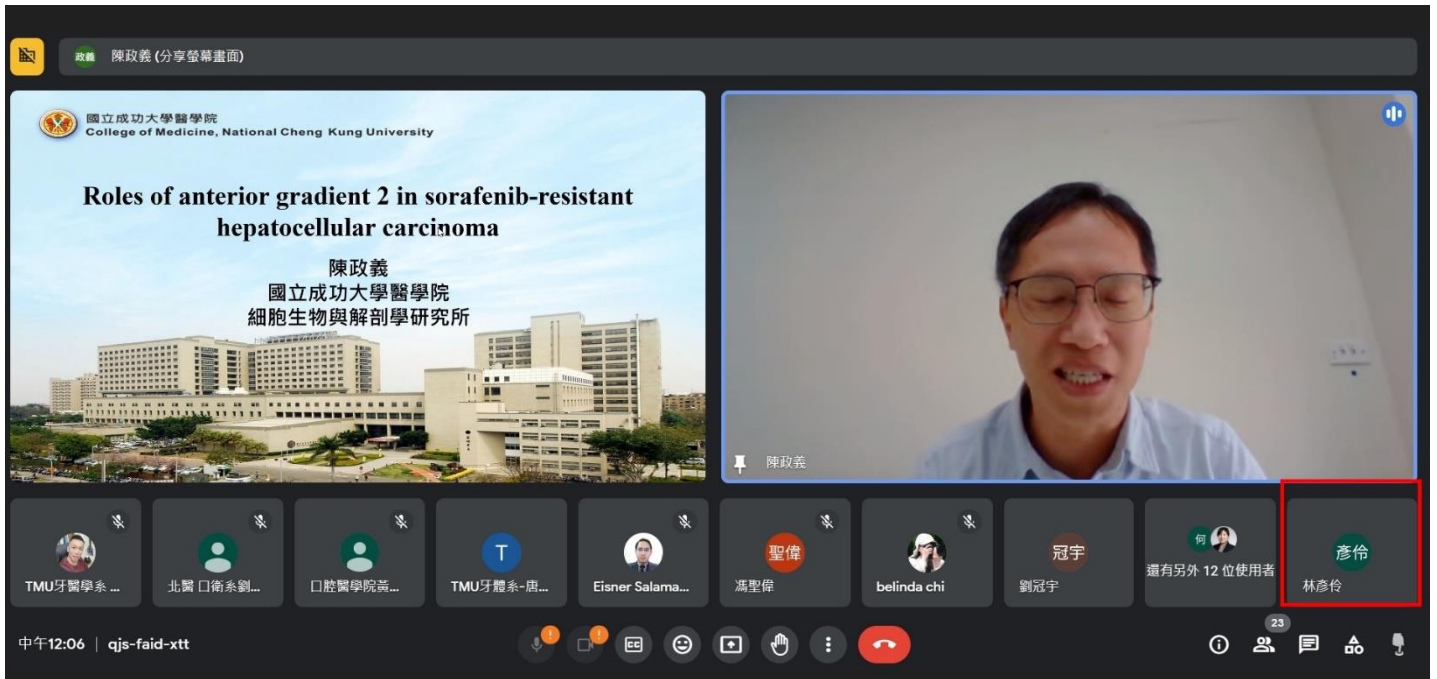 政義
陳政義 (分享螢幕畫面)
國立成功大學醫學院
College of Medicine, National Cheng Kung University
Roles of anterior gradient 2 in sorafenib-resistant
hepatocellular carcinoma
陳政義
國立成功大學醫學院
細胞生物與解剖學研究所
陳政義
TMU牙醫學系 ...
北醫 口衛系劉...
口腔醫學院黃...
T
TMU牙體系-唐...
Eisner Salama...
聖偉
馮聖偉
belinda chi
冠宇
劉冠宇
何
還有另外 12 位使用者
彥伶
林彥伶
中午12:06 | qjs-faid-xtt
CC
23